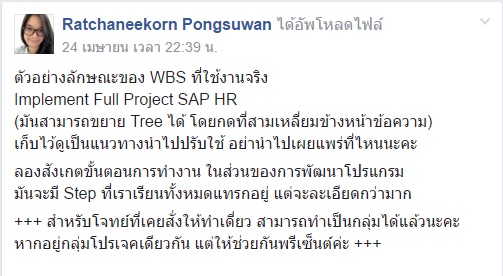 Ratchaneekorn Pongsuwan ได้อัพโหลดไฟล์
24 เมษายน เวลา 22:39 น.
ตัวอย่างลักษณะของ WBS ที่ใช้งานจริง
Implement Full Project SAP HR
(มันสามารถขยาย Tree ได้ โดยกดที่สามเหลี่ยมข้างหน้าข้อความ)
เก็บไว้ดูเป็นแนวทางนำไปปรับใช้ อย่านำไปเผยแพร่ที่ไหนนะคะ
ลองสังเกตขั้นตอนการทำงาน ในส่วนของการพัฒนาโปรแกรม
มันจะมี Step ที่เราเรียนทั้งหมดแทรกอยู่ แต่จะละเอียดกว่ามาก
+++ สำหรับโจทย์ที่เคยสั่งให้ทำเดี่ยว สามารถทำเป็นกลุ่มได้แล้วนะคะ
หากอยู่กลุ่มโปรเจคเดียวกัน แต่ให้ช่วยกันพรีเซ็นต์ค่ะ +++